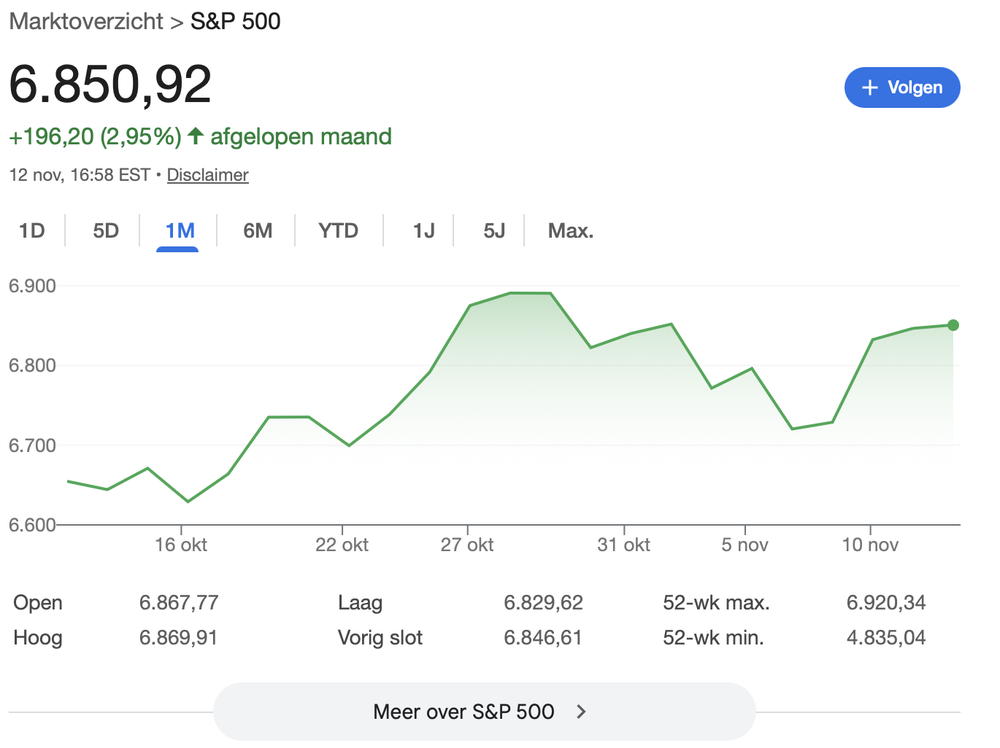 Marktoverzicht > S&P 500
6.850,92
+ Volgen
+196,20 (2,95%) ↑ afgelopen maand
12 nov, 16:58 EST • Disclaimer
1D 5D 1M 6M YTD 1J 5J Max.
6.900
6.800
6.700
6.600
16 okt 22 okt 27 okt 31 okt 5 nov 10 nov
Open 6.867,77 Laag 6.829,62 52-wk max. 6.920,34
Hoog 6.869,91 Vorig slot 6.846,61 52-wk min. 4.835,04
Meer over S&P 500 >